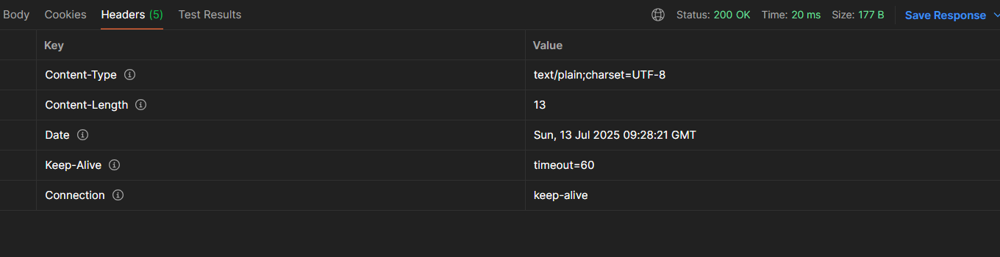 Body Cookies Headers (5) Test Results Status: 200 OK Time: 20 ms Size: 177 B Save Response
Key Value
Content-Type text/plain;charset=UTF-8
Content-Length 13
Date Sun, 13 Jul 2025 09:28:21 GMT
Keep-Alive timeout=60
Connection keep-alive